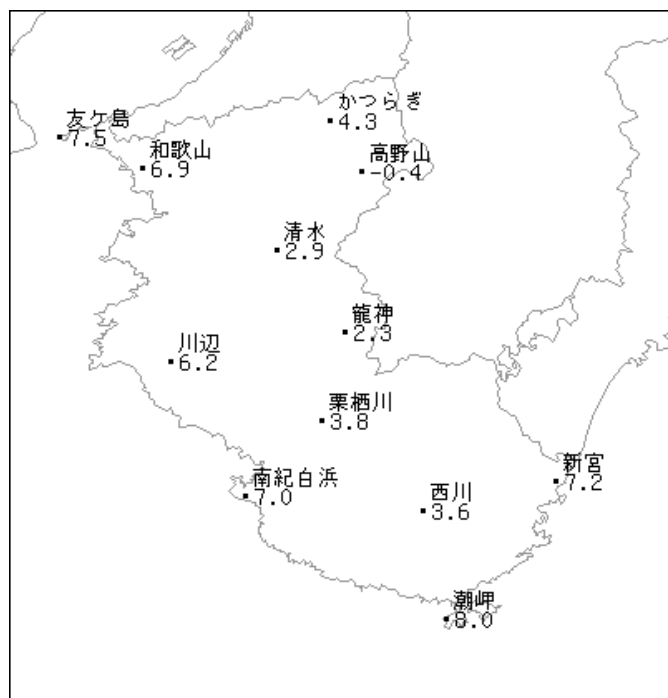 かつらぎ
4.3
友ケ島
7.5
和歌山
6.9
高野山
-0.4
清水
2.9
龍神
2.3
川辺
6.2
栗栖川
3.8
新宮
7.2
南紀白浜
7.0
西川
3.6
潮岬
8.0